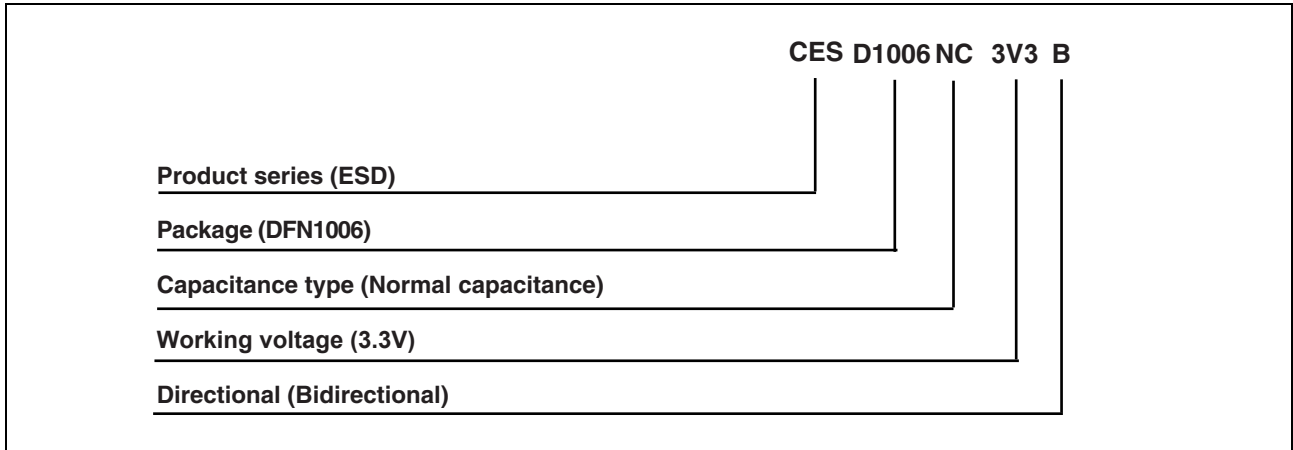 CES D1006 NC 3V3 B
Product series (ESD)
Package (DFN1006)
Capacitance type (Normal capacitance)
Working voltage (3.3V)
Directional (Bidirectional)